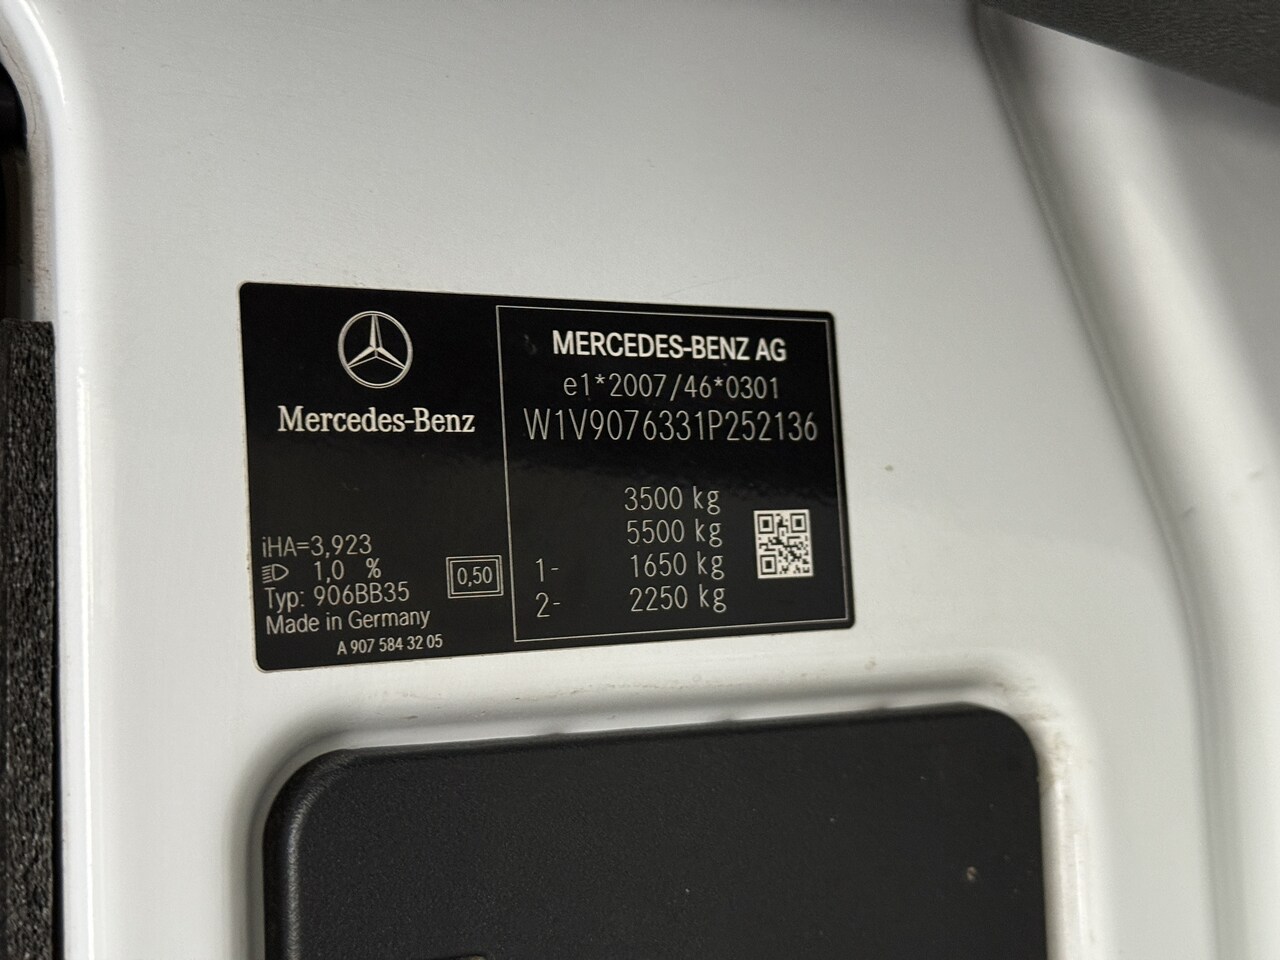 Mercedes-Benz
iHA=3,923
1,0 %
Typ: 906BB35
Made in Germany
A 907 584 32 05
0,50
MERCEDES-BENZ AG
e1*2007/46*0301
W1V9076331P252136
3500 kg
5500 kg
1- 1650 kg
2- 2250 kg